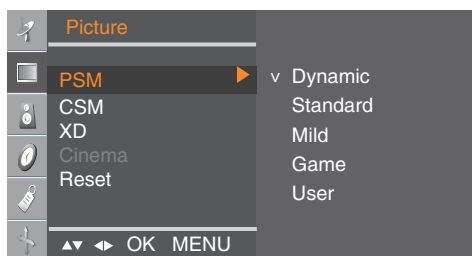 Picture
PSM
CSM
XD
Cinema
Reset
v Dynamic
Standard
Mild
Game
User
OK MENU